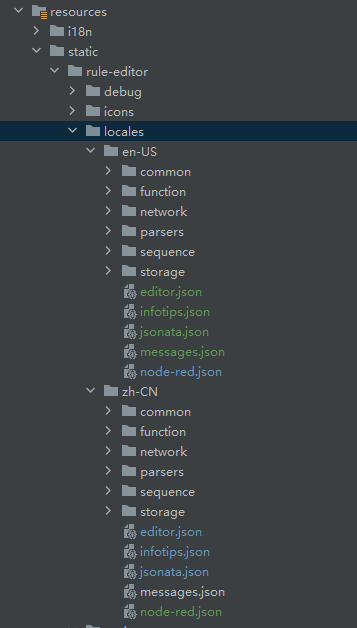 resources
i18n
static
rule-editor
debug
icons
locales
en-US
common
function
network
parsers
sequence
storage
editor.json
infotips.json
jsonata.json
messages.json
node-red.json
zh-CN
common
function
network
parsers
sequence
storage
editor.json
infotips.json
jsonata.json
messages.json
node-red.json